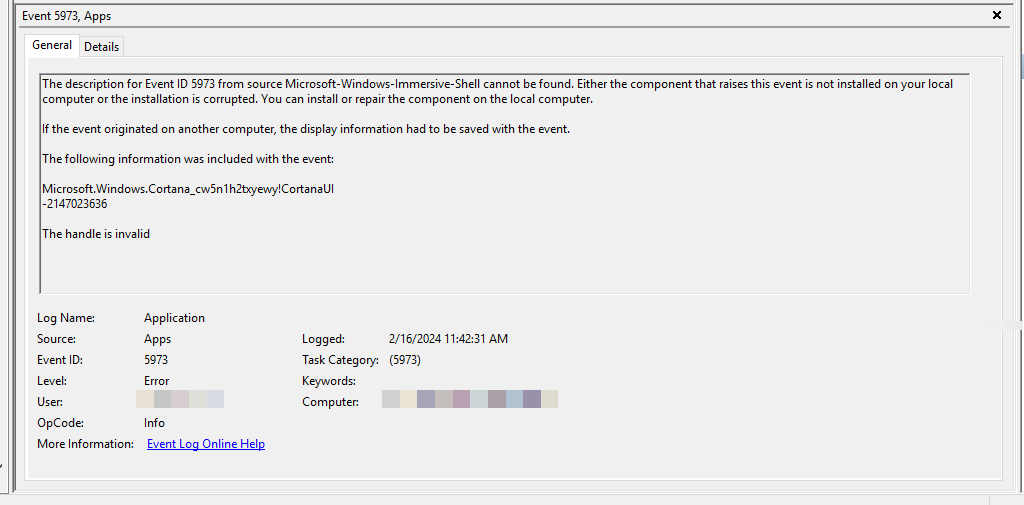 Event 5973, Apps
General
Details
The description for Event ID 5973 from source Microsoft-Windows-Immersive-Shell cannot be found. Either the component that raises this event is not installed on your local
computer or the installation is corrupted. You can install or repair the component on the local computer.
If the event originated on another computer, the display information had to be saved with the event.
The following information was included with the event:
Microsoft.Windows.Cortana_cw5n1h2txyewy!CortanaUI
-2147023636
The handle is invalid
Log Name: Application
Source: Apps Logged: 2/16/2024 11:42:31 AM
Event ID: 5973 Task Category: (5973)
Level: Error Keywords:
User: Computer:
OpCode: Info
More Information: Event Log Online Help